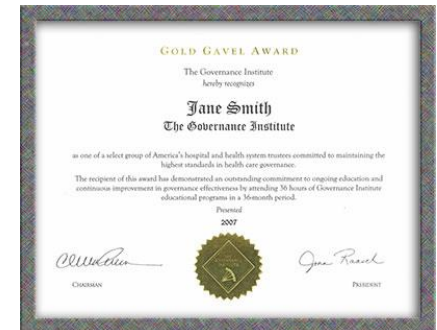 GOLD GAVEL AWARD
The Governance Institute
hereby recognizes
Jane Smith
The Governance Institute
as one of a select group of America's hospital and health system trustees committed to maintaining the
highest standards in health care governance.
The recipient of this award has demonstrated an outstanding commitment to ongoing education and
continuous improvement in governance effectiveness by attending 36 hours of Governance Institute
educational programs in a 36-month period.
Presented
2007
CHAIRMAN
PRESIDENT